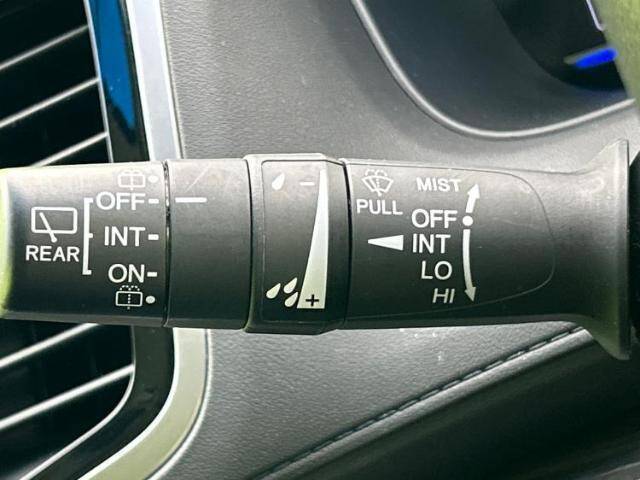 REAR
OFF
INT
ON
−
+
PULL
MIST
OFF
INT
LO
HI